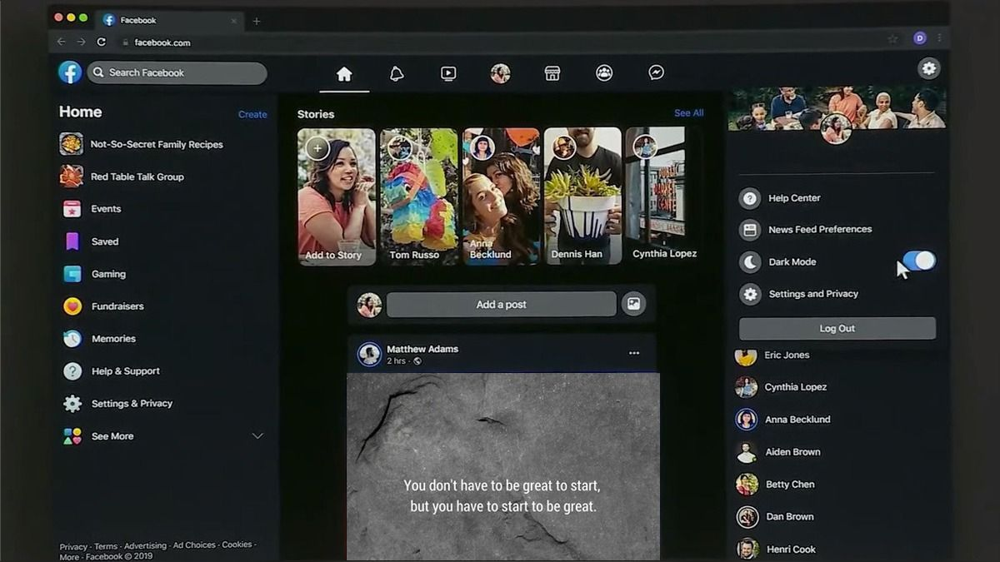 Facebook
facebook.com
D
Search Facebook
Home
Create
Not-So-Secret Family Recipes
Red Table Talk Group
Events
Saved
Gaming
Fundraisers
Memories
Help & Support
Settings & Privacy
See More
Privacy · Terms · Advertising · Ad Choices · Cookies ·
More · Facebook © 2019
Stories
See All
Add to Story
Tom Russo
Anna
Becklund
Dennis Han
PUBLIC
Cynthia Lopez
Add a post
Matthew Adams
2 hrs ·
You don't have to be great to start,
but you have to start to be great.
Help Center
News Feed Preferences
Dark Mode
Settings and Privacy
Log Out
Eric Jones
Cynthia Lopez
Anna Becklund
Aiden Brown
Betty Chen
Dan Brown
Henri Cook